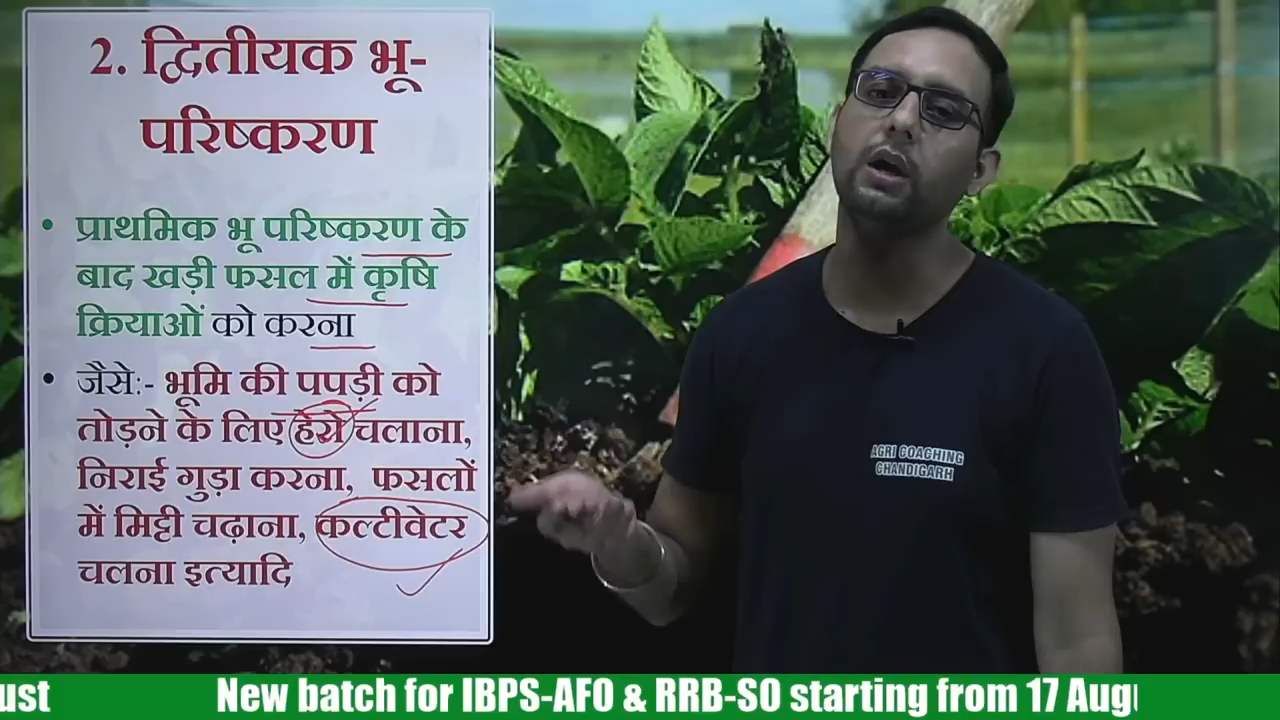 2. द्वितीयक भू-
परिष्करण
• प्राथमिक भू परिष्करण के
बाद खड़ी फसल में कृषि
क्रियाओं को करना
• जैसे:- भूमि की पपड़ी को
तोड़ने के लिए हेरो चलाना,
निराई गुड़ा करना, फसलों
में मिट्टी चढ़ाना, कल्टीवेटर
चलना इत्यादि
AGRI COACHING
CHANDIGARH
ust New batch for IBPS-AFO & RRB-SO starting from 17 Augu